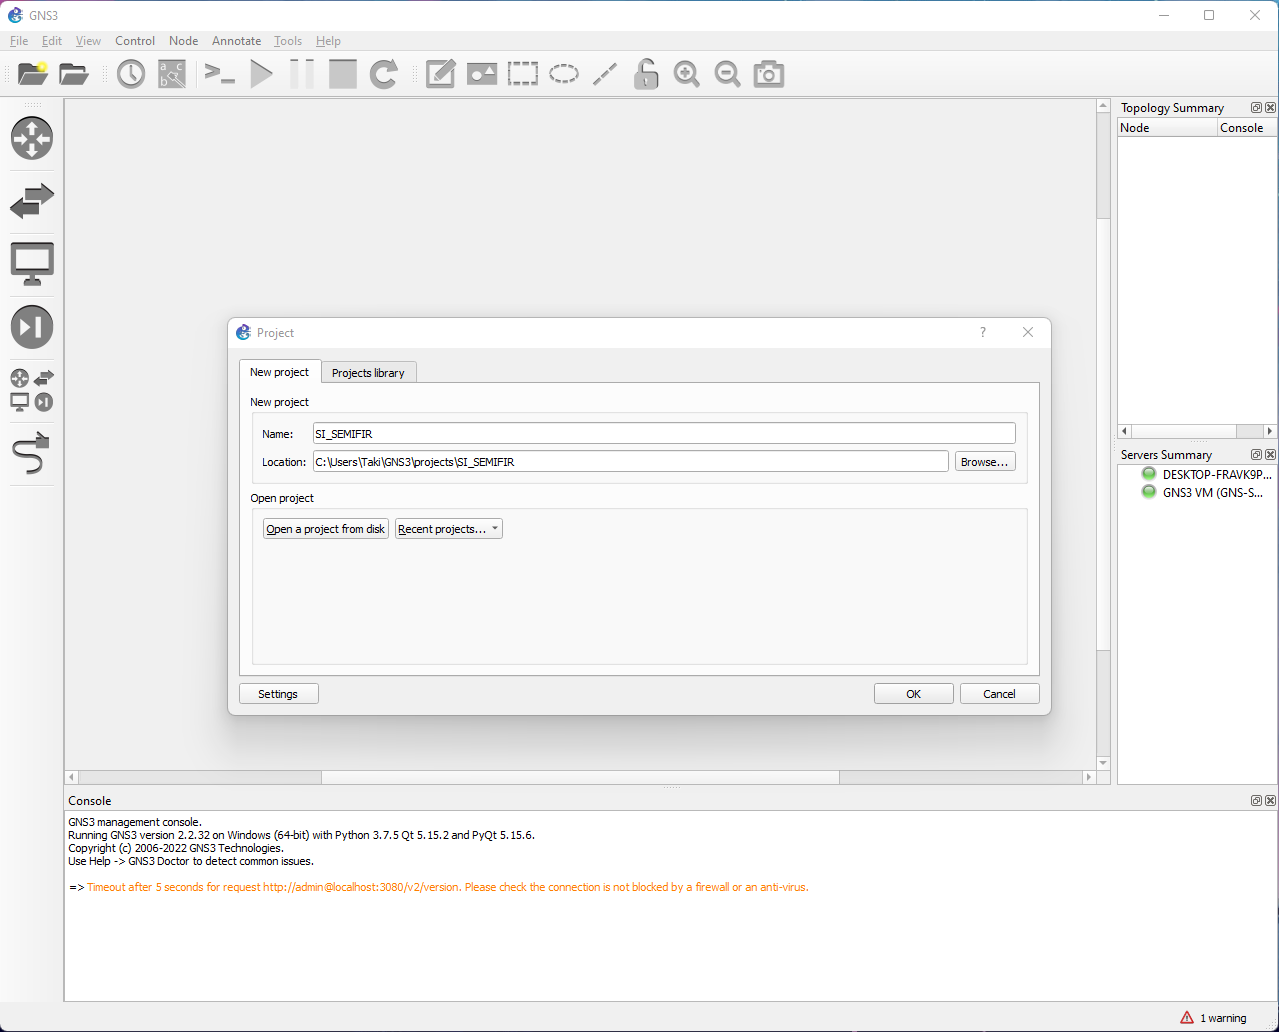 GNS3
File Edit View Control Node Annotate Tools Help
Topology Summary
Node Console
Project
New project Projects library
New project
Name: SI_SEMIFIR
Location: C:\Users\Taki\GNS3\projects\SI_SEMIFIR Browse...
Open project
Open a project from disk Recent projects...
Settings OK Cancel
Servers Summary
DESKTOP-FRAVK9P...
GNS3 VM (GNS-S...
Console
GNS3 management console.
Running GNS3 version 2.2.32 on Windows (64-bit) with Python 3.7.5 Qt 5.15.2 and PyQt 5.15.6.
Copyright (c) 2006-2022 GNS3 Technologies.
Use Help -> GNS3 Doctor to detect common issues.
=> Timeout after 5 seconds for request http://admin@localhost:3080/v2/version. Please check the connection is not blocked by a firewall or an anti-virus.
1 warning